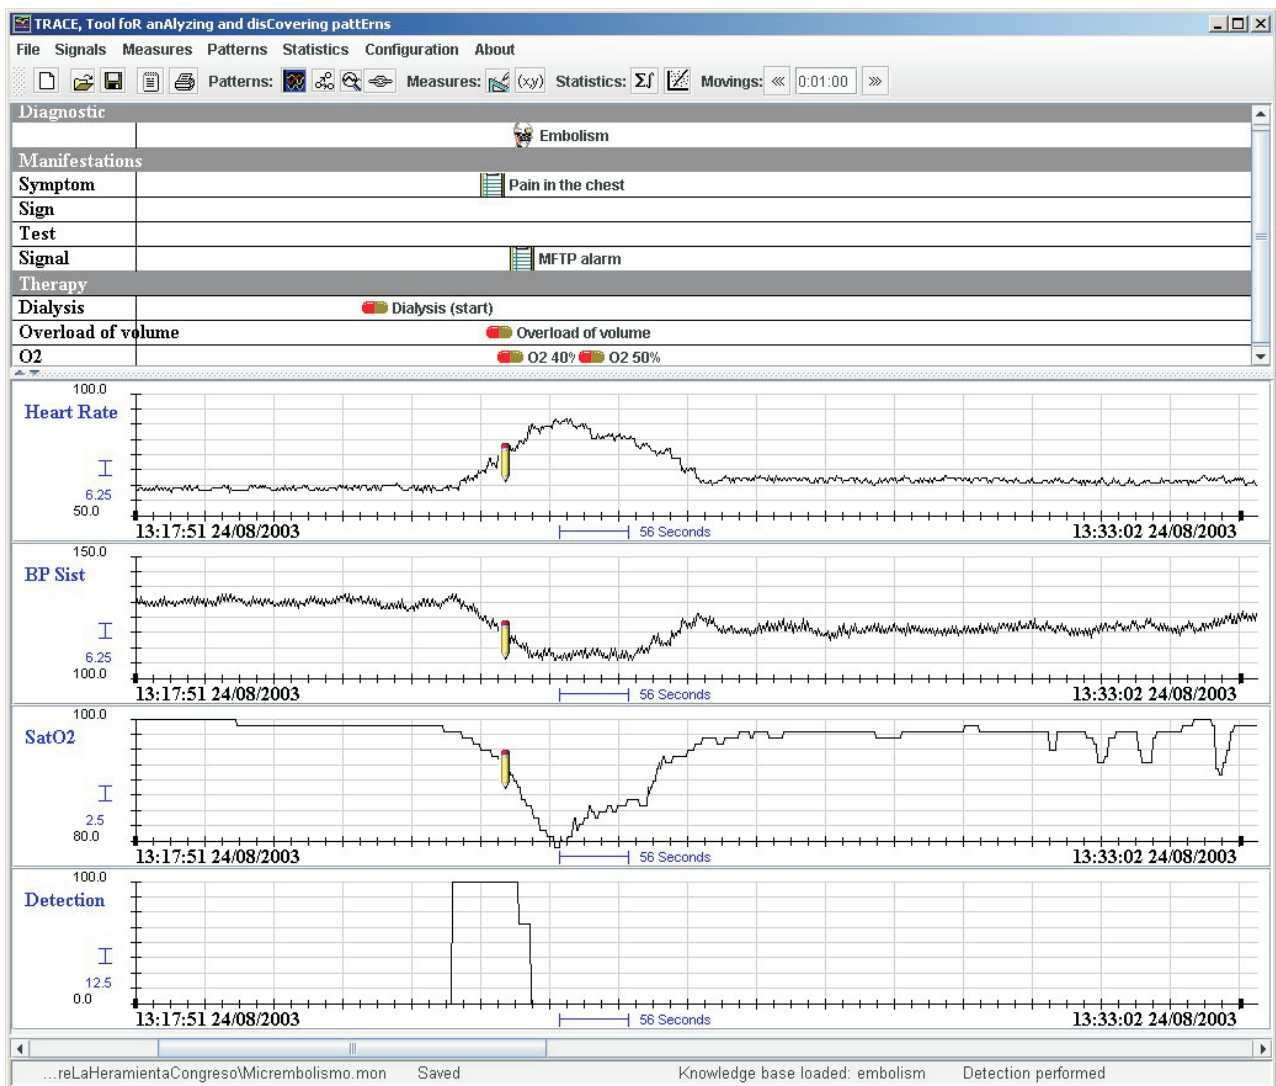 TRACE, Tool foR anAlyzing and disCovering pattErns
File Signals Measures Patterns Statistics Configuration About
Patterns: Measures: (x,y) Statistics: Σ∫ Movings: 0:01:00
Diagnostic
Embolism
Manifestations
Symptom Pain in the chest
Sign
Test
Signal MFTP alarm
Therapy
Dialysis Dialysis (start)
Overload of volume Overload of volume
O2 O2 40% O2 50%
100.0
Heart Rate
6.25
50.0
13:17:51 24/08/2003 56 Seconds 13:33:02 24/08/2003
150.0
BP Sist
6.25
100.0
13:17:51 24/08/2003 56 Seconds 13:33:02 24/08/2003
100.0
SatO2
2.5
80.0
13:17:51 24/08/2003 56 Seconds 13:33:02 24/08/2003
100.0
Detection
12.5
0.0
13:17:51 24/08/2003 56 Seconds 13:33:02 24/08/2003
...reLaHeramientaCongreso\Micrembolismo.mon Saved Knowledge base loaded: embolism Detection performed